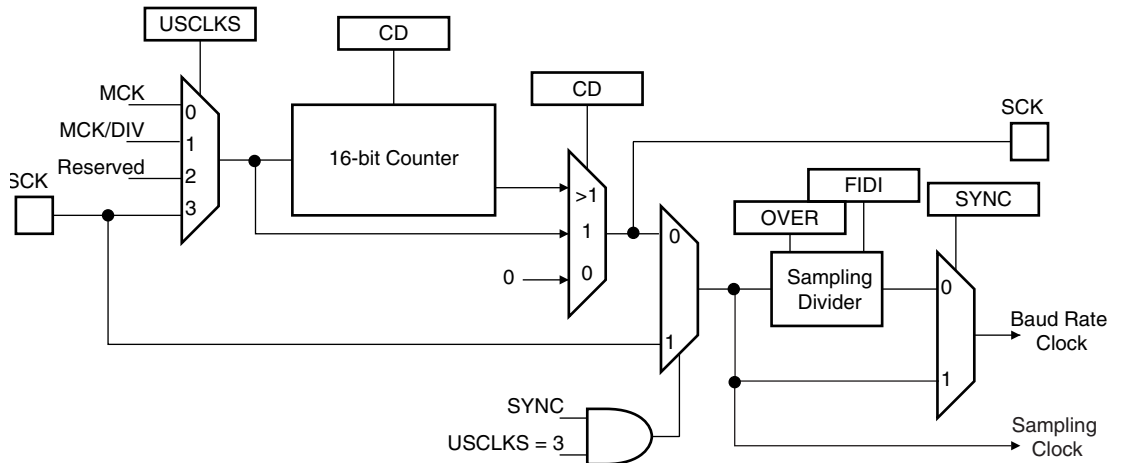 USCLKS
CD
CD
SCK
MCK
0
MCK/DIV
1
16-bit Counter
Reserved
2
SCK
3
>1
1
0
0
FIDI
OVER
SYNC
0
Sampling
Divider
0
1
Baud Rate
Clock
1
SYNC
USCLKS = 3
Sampling
Clock